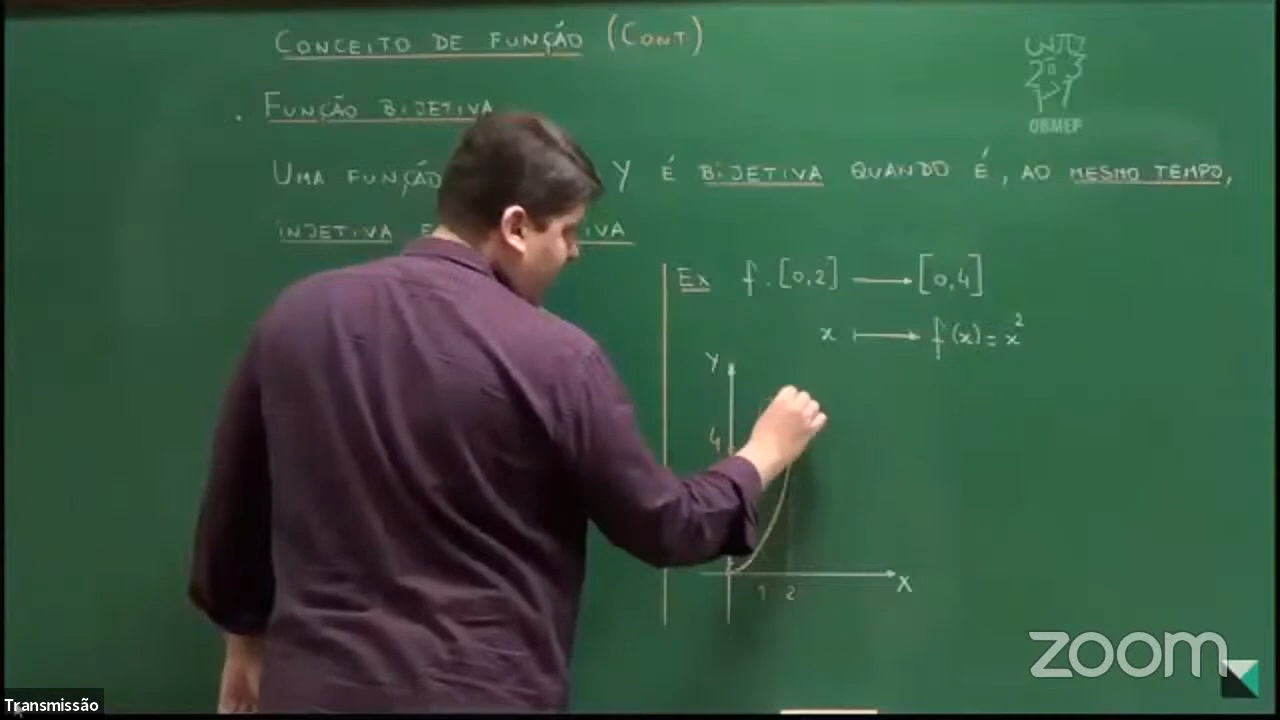 CONCEITO DE FUNÇÃO (CONT.)
. FUNÇÃO BIJETIVA
UMA FUNÇÃO Y É BIJETIVA QUANDO É, AO MESMO TEMPO,
INJETIVA E IVA
Ex f: [0,2] → [0,4]
x ↦ f(x) = x²
Y
4
1 2
X
OBMEP
zoom
Transmissão